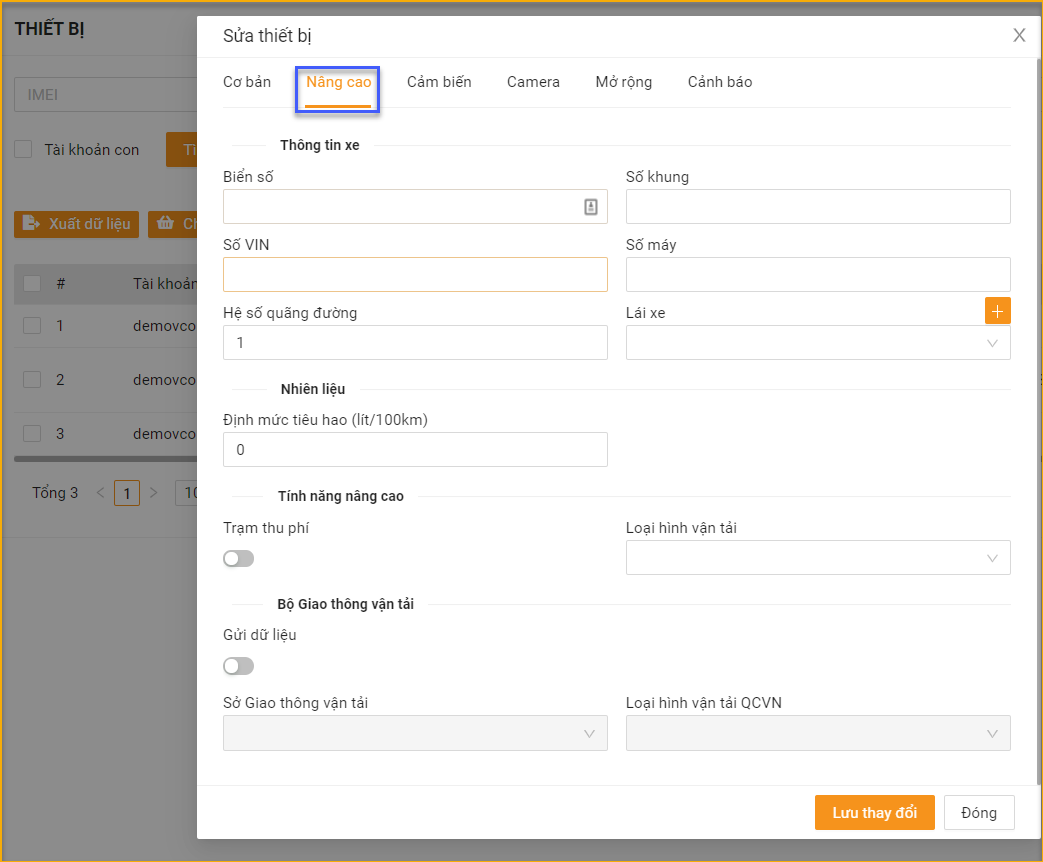 THIẾT BỊ
IMEI
Tài khoản con
Xuất dữ liệu
#
1 demovco
2 demovco
3 demovco
Tổng 3 < 1 >
Sửa thiết bị X
Cơ bản Nâng cao Cảm biến Camera Mở rộng Cảnh báo
Thông tin xe
Biển số Số khung
Số VIN Số máy
Hệ số quãng đường Lái xe +
1
Nhiên liệu
Định mức tiêu hao (lít/100km)
0
Tính năng nâng cao
Trạm thu phí Loại hình vận tải
Bộ Giao thông vận tải
Gửi dữ liệu
Sở Giao thông vận tải Loại hình vận tải QCVN
Lưu thay đổi Đóng